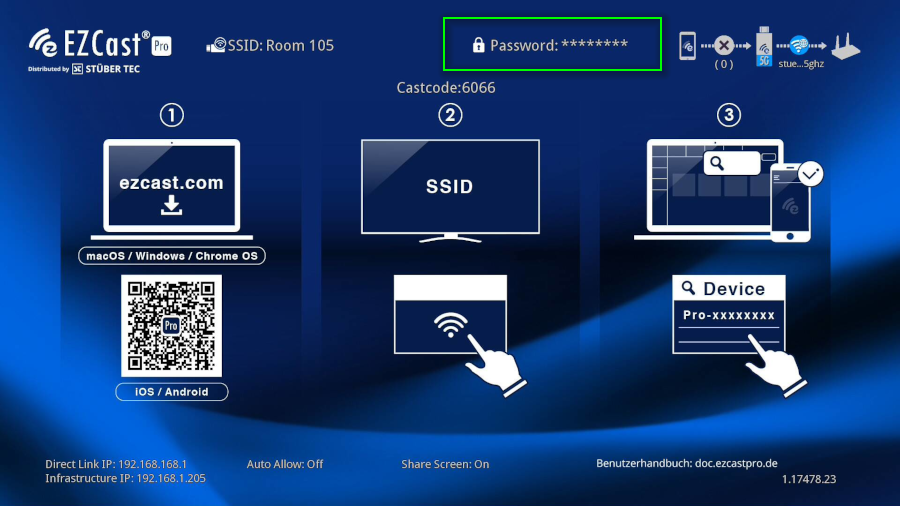 EZCast® Pro
Distributed by STÜBER TEC
SSID: Room 105
Password: ********
( 0 )
5G
stue...5ghz
Castcode:6066
1
2
3
ezcast.com
macOS / Windows / Chrome OS
Pro
iOS / Android
SSID
Device
Pro-xxxxxxxx
Direct Link IP: 192.168.168.1
Infrastructure IP: 192.168.1.205
Auto Allow: Off
Share Screen: On
Benutzerhandbuch: doc.ezcastpro.de
1.17478.23